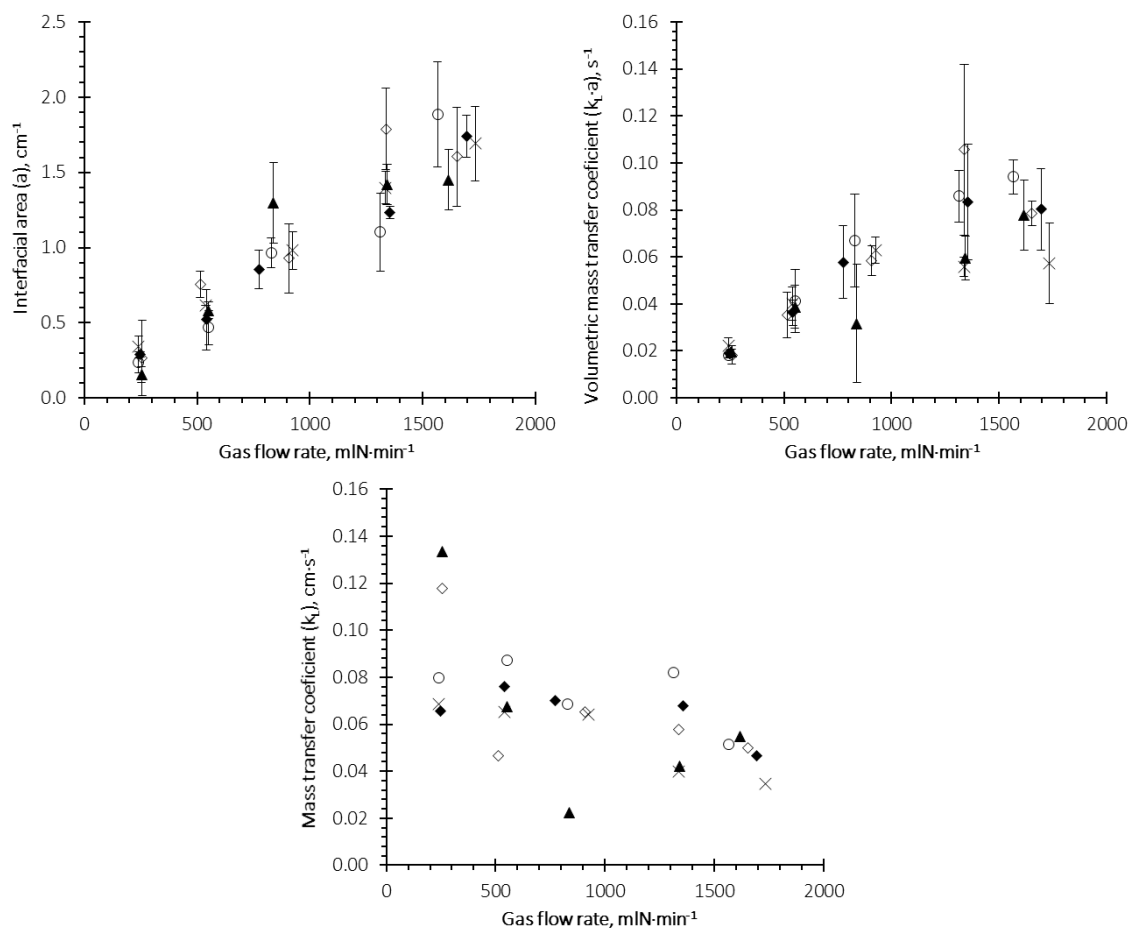 Interfacial area (a), cm⁻¹
2.5
2.0
1.5
1.0
0.5
0.0
0 500 1000 1500 2000
Gas flow rate, mlN·min⁻¹
Volumetric mass transfer coeficient (kL·a), s⁻¹
0.16
0.14
0.12
0.10
0.08
0.06
0.04
0.02
0.00
0 500 1000 1500 2000
Gas flow rate, mlN·min⁻¹
Mass transfer coeficient (kL), cm·s⁻¹
0.16
0.14
0.12
0.10
0.08
0.06
0.04
0.02
0.00
0 500 1000 1500 2000
Gas flow rate, mlN·min⁻¹